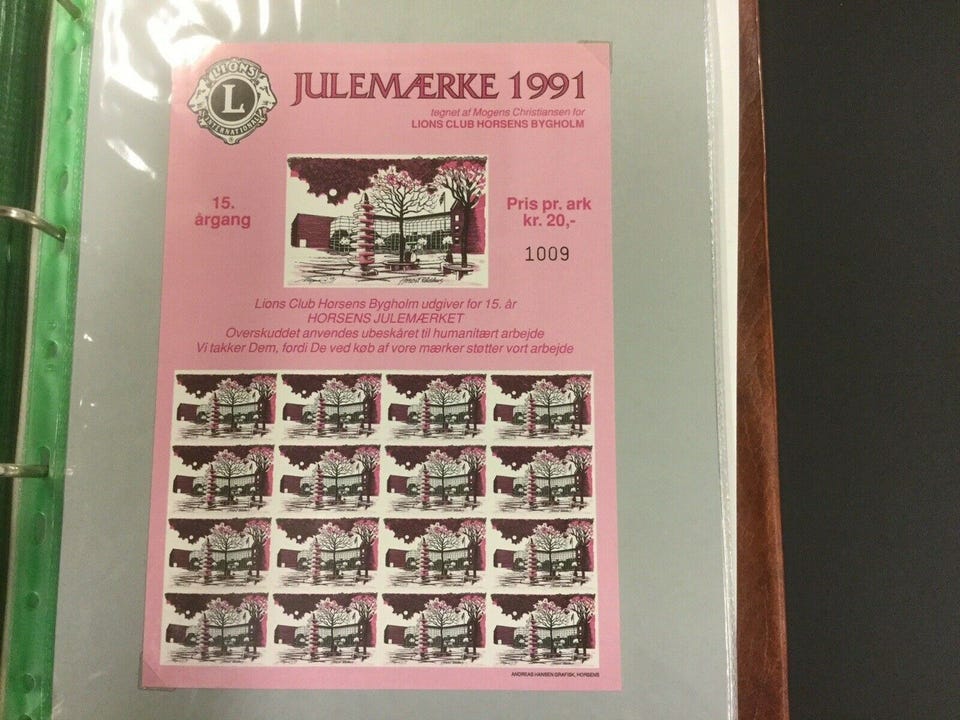 LIONS
L
INTERNATIONAL
JULEMÆRKE 1991
tegnet af Mogens Christiansen for
LIONS CLUB HORSENS BYGHOLM
15.
årgang
Pris pr. ark
kr. 20,-
1009
Lions Club Horsens Bygholm udgiver for 15. år
HORSENS JULEMÆRKET
Overskuddet anvendes ubeskåret til humanitært arbejde
Vi takker Dem, fordi De ved køb af vore mærker støtter vort arbejde
ANDREAS HANSEN GRAFISK, HORSENS